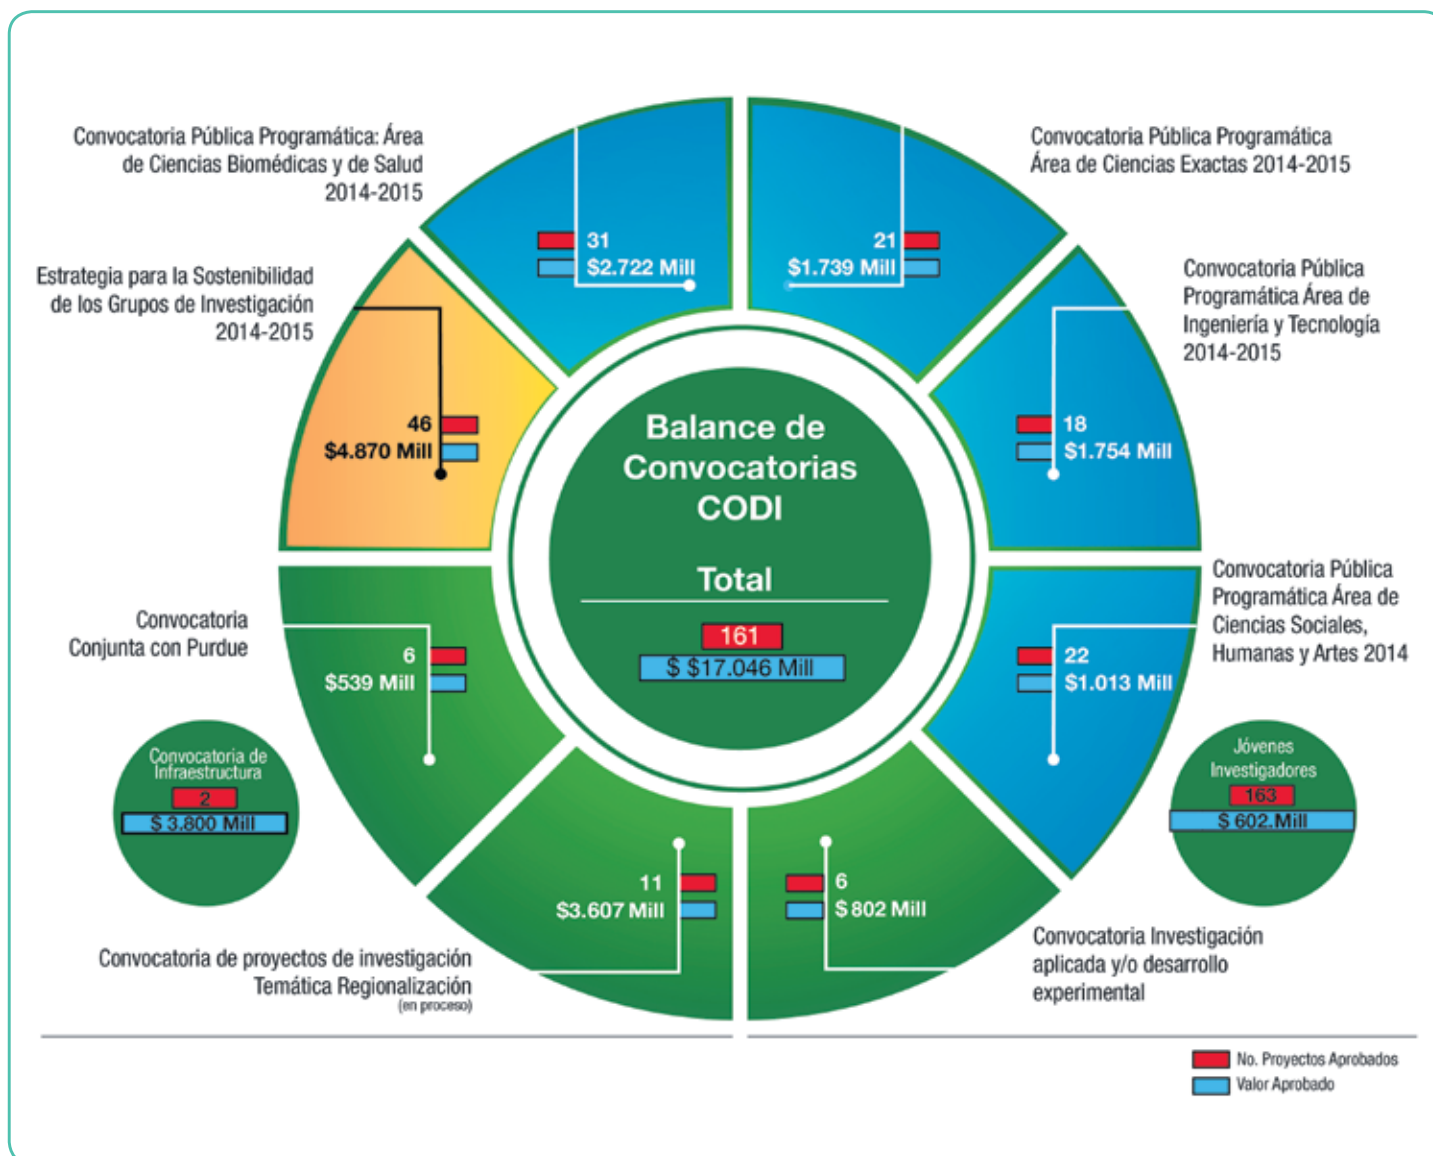 Convocatoria Pública Programática: Área
de Ciencias Biomédicas y de Salud
2014-2015
31
$2.722 Mill
Convocatoria Pública Programática
Área de Ciencias Exactas 2014-2015
21
$1.739 Mill
Estrategia para la Sostenibilidad
de los Grupos de Investigación
2014-2015
46
$4.870 Mill
Convocatoria Pública
Programática Área de
Ingeniería y Tecnología
2014-2015
18
$1.754 Mill
Balance de
Convocatorias
CODI
Total
161
$ $17.046 Mill
Convocatoria
Conjunta con Purdue
6
$539 Mill
Convocatoria Pública
Programática Área de
Ciencias Sociales,
Humanas y Artes 2014
22
$1.013 Mill
Convocatoria de
Infraestructura
2
$ 3.800 Mill
Jóvenes
Investigadores
163
$ 602.Mill
11
$3.607 Mill
Convocatoria de proyectos de investigación
Temática Regionalización
(en proceso)
6
$ 802 Mill
Convocatoria Investigación
aplicada y/o desarrollo
experimental
No. Proyectos Aprobados
Valor Aprobado